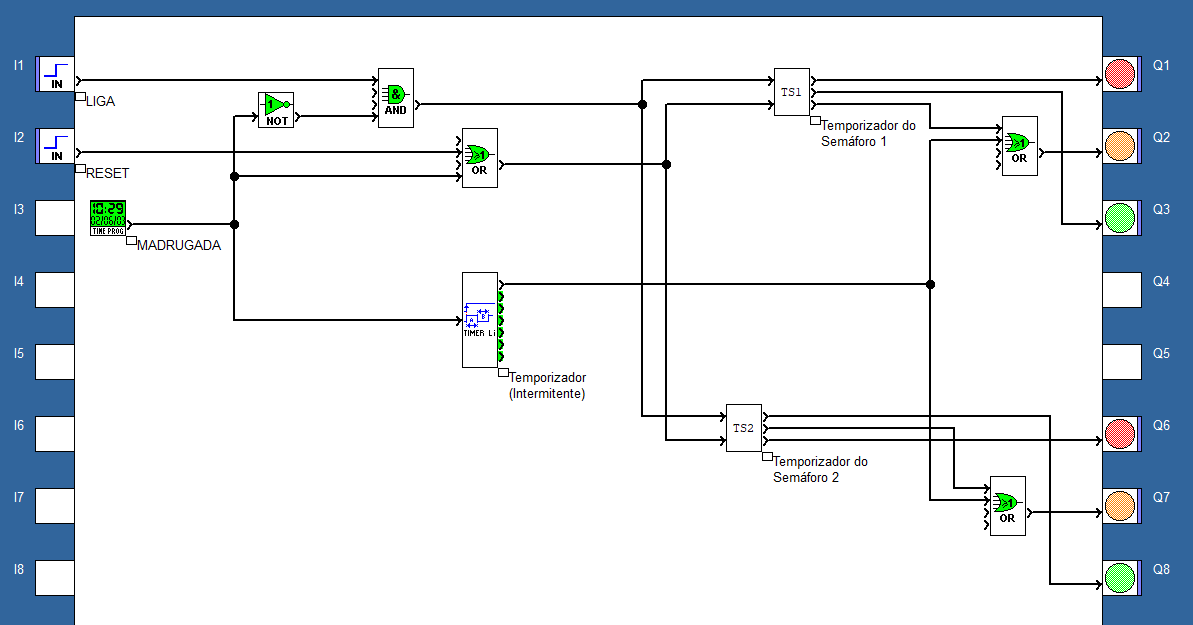 I1
IN
LIGA
1
NOT
&
AND
TS1
Temporizador do
Semáforo 1
Q1
I2
IN
RESET
≥1
OR
≥1
OR
Q2
I3
10:29
TIME PROG
MADRUGADA
Q3
I4
A
B
TIMER Li
Temporizador
(Intermitente)
Q4
I5
Q5
I6
TS2
Temporizador do
Semáforo 2
Q6
I7
≥1
OR
Q7
I8
Q8